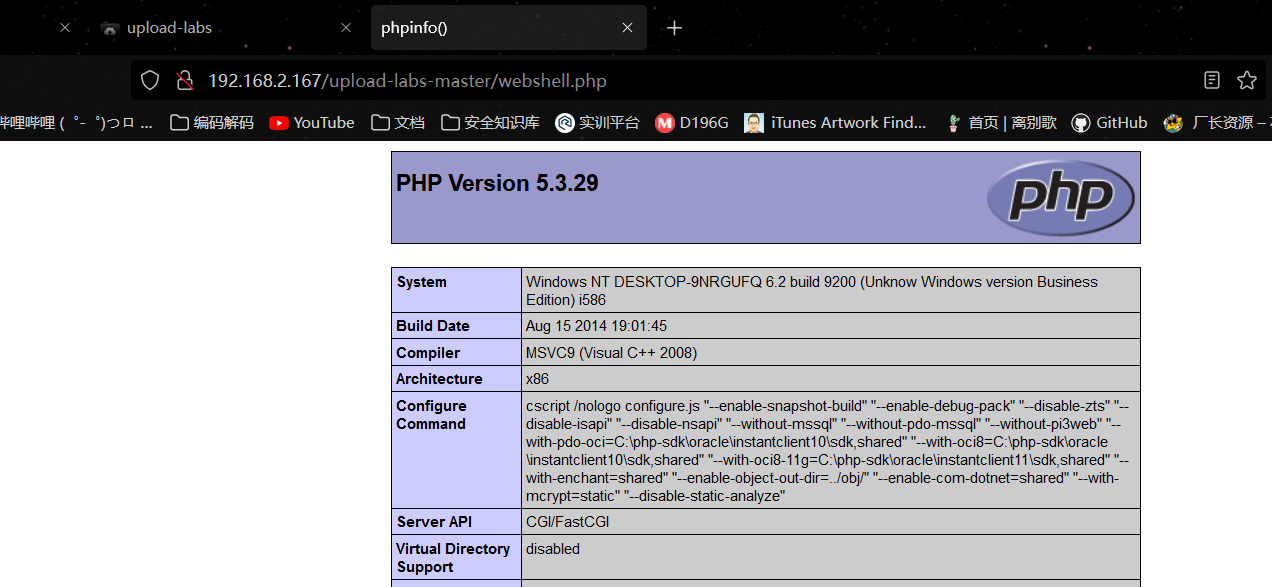 upload-labs
phpinfo()
192.168.2.167/upload-labs-master/webshell.php
哔哩哔哩 (゜-゜)つロ ... 编码解码 YouTube 文档 安全知识库 实训平台 D196G iTunes Artwork Find... 首页 | 离别歌 GitHub 厂长资源 –
PHP Version 5.3.29
php
System Windows NT DESKTOP-9NRGUFQ 6.2 build 9200 (Unknow Windows version Business
Edition) i586
Build Date Aug 15 2014 19:01:45
Compiler MSVC9 (Visual C++ 2008)
Architecture x86
Configure
Command
cscript /nologo configure.js "--enable-snapshot-build" "--enable-debug-pack" "--disable-zts" "--
disable-isapi" "--disable-nsapi" "--without-mssql" "--without-pdo-mssql" "--without-pi3web" "--
with-pdo-oci=C:\php-sdk\oracle\instantclient10\sdk,shared" "--with-oci8=C:\php-sdk\oracle
\instantclient10\sdk,shared" "--with-oci8-11g=C:\php-sdk\oracle\instantclient11\sdk,shared" "--
with-enchant=shared" "--enable-object-out-dir=../obj/" "--enable-com-dotnet=shared" "--with-
mcrypt=static" "--disable-static-analyze"
Server API CGI/FastCGI
Virtual Directory
Support
disabled